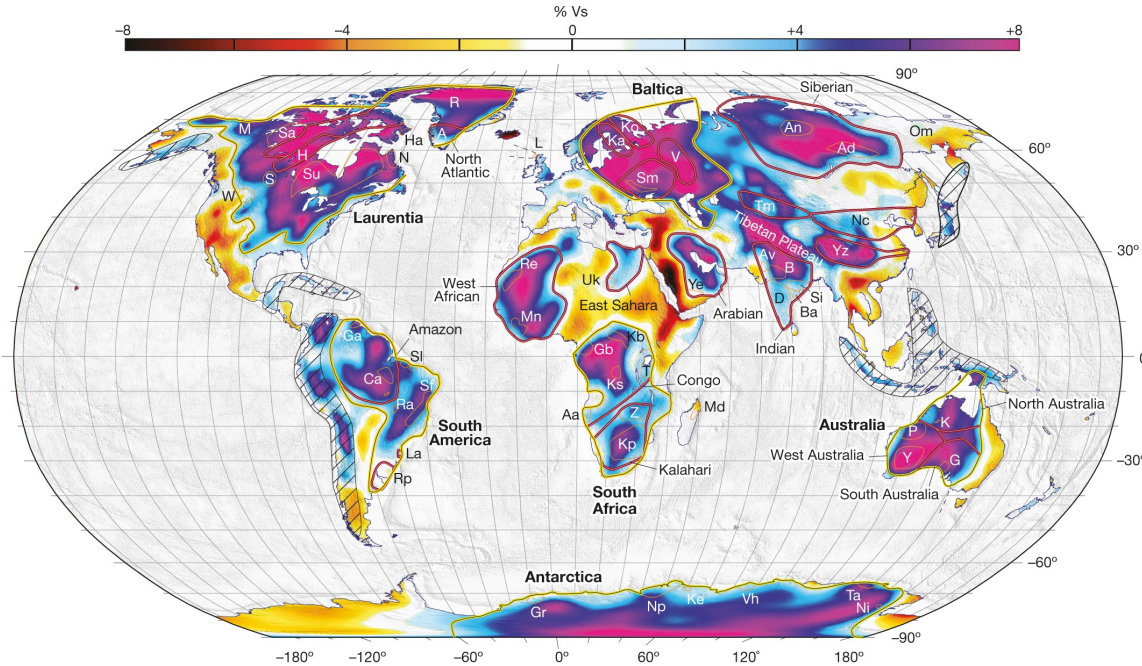 % Vs
−8
−4
0
+4
+8
90°
Siberian
Baltica
R
M
Sa
A
Ha
North
Atlantic
L
Ko
Ka
V
Sm
An
Ad
Om
60°
H
S
Su
N
W
Laurentia
Tm
Tibetan Plateau
Nc
Yz
Av
B
30°
Re
West
African
Mn
Uk
East Sahara
Ye
Arabian
D
Si
Ba
Indian
Amazon
Ga
Sl
Ca
Sf
Ra
South
America
La
Rp
Gb
Kb
Ks
T
Congo
Aa
Z
Md
Kp
Kalahari
South
Africa
0
North Australia
Australia
K
P
West Australia
Y
G
South Australia
−30°
−60°
Antarctica
Gr
Np
Ke
Vh
Ta
Ni
−90°
−180°
−120°
−60°
0°
60°
120°
180°